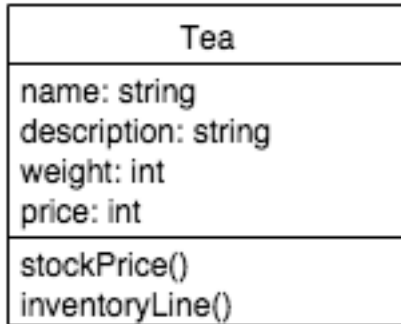 Tea
name: string
description: string
weight: int
price: int
stockPrice()
inventoryLine()